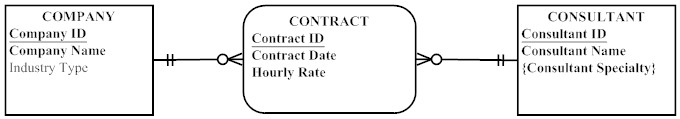 COMPANY
Company ID
Company Name
Industry Type
CONTRACT
Contract ID
Contract Date
Hourly Rate
CONSULTANT
Consultant ID
Consultant Name
{Consultant Specialty}